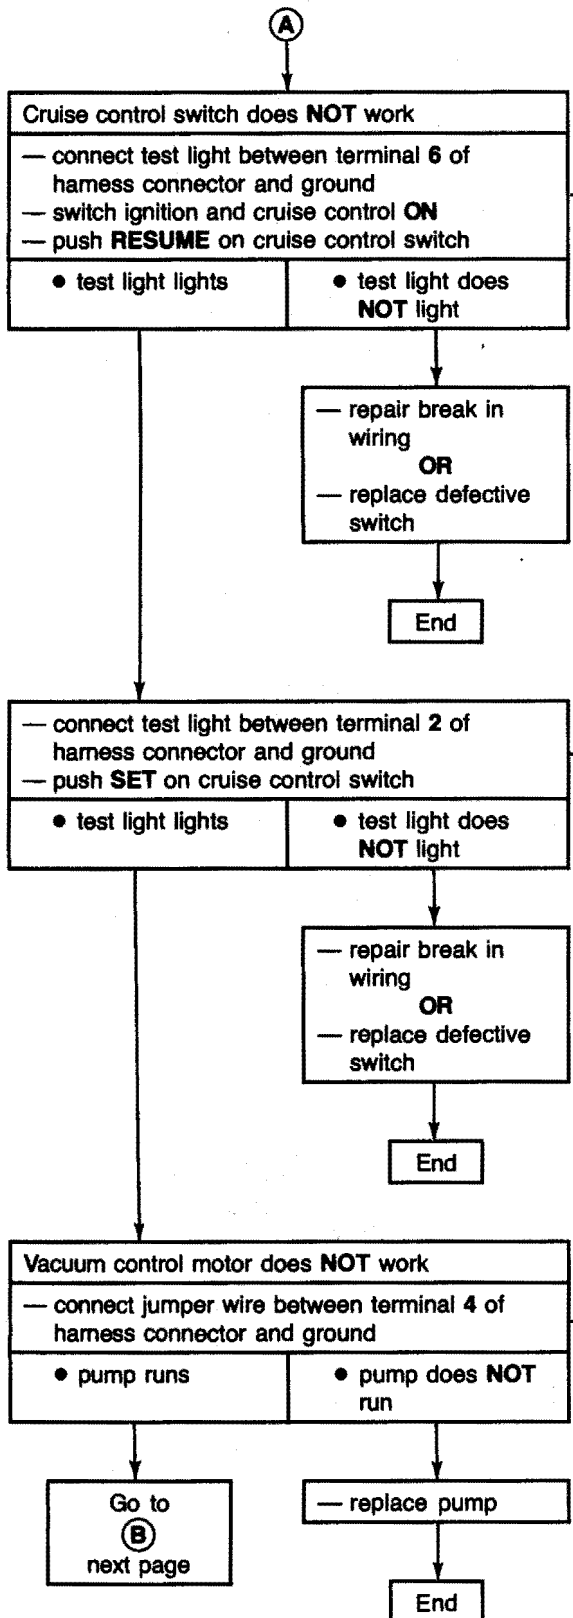 A
Cruise control switch does NOT work
— connect test light between terminal 6 of
harness connector and ground
— switch ignition and cruise control ON
— push RESUME on cruise control switch
● test light lights
● test light does
NOT light
— repair break in
wiring
OR
— replace defective
switch
End
— connect test light between terminal 2 of
harness connector and ground
— push SET on cruise control switch
● test light lights
● test light does
NOT light
— repair break in
wiring
OR
— replace defective
switch
End
Vacuum control motor does NOT work
— connect jumper wire between terminal 4 of
harness connector and ground
● pump runs
● pump does NOT
run
Go to
B
next page
— replace pump
End